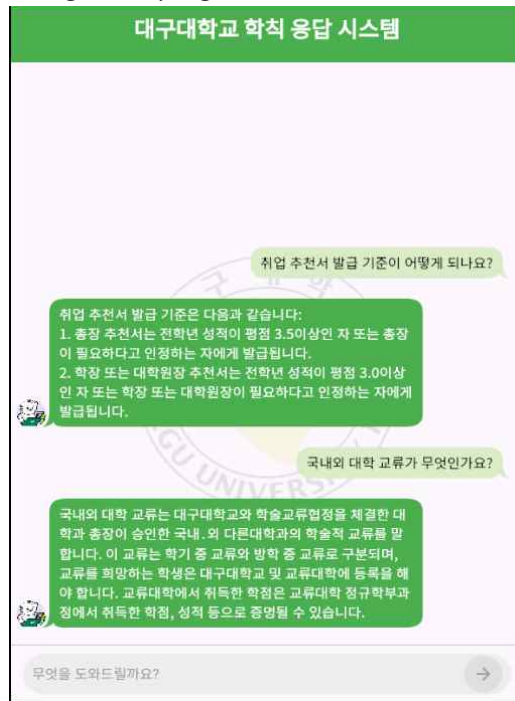 대구대학교 학칙 응답 시스템
취업 추천서 발급 기준이 어떻게 되나요?
취업 추천서 발급 기준은 다음과 같습니다:
1. 총장 추천서는 전학년 성적이 평점 3.5이상인 자 또는 총장
이 필요하다고 인정하는 자에게 발급됩니다.
2. 학장 또는 대학원장 추천서는 전학년 성적이 평점 3.0이상
인 자 또는 학장 또는 대학원장이 필요하다고 인정하는 자에게
발급됩니다.
국내외 대학 교류가 무엇인가요?
국내외 대학 교류는 대구대학교와 학술교류협정을 체결한 대
학과 총장이 승인한 국내.외 다른대학과의 학술적 교류를 말
합니다. 이 교류는 학기 중 교류와 방학 중 교류로 구분되며,
교류를 희망하는 학생은 대구대학교 및 교류대학에 등록을 해
야 합니다. 교류대학에서 취득한 학점은 교류대학 정규학부과
정에서 취득한 학점, 성적 등으로 증명될 수 있습니다.
무엇을 도와드릴까요?